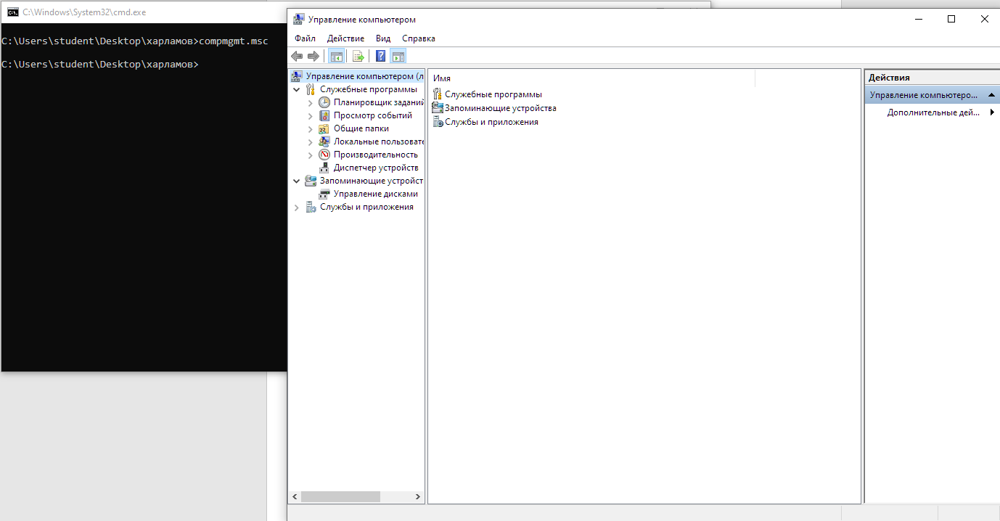 C:\Windows\System32\cmd.exe
C:\Users\student\Desktop\харламов>compmgmt.msc
C:\Users\student\Desktop\харламов>
Управление компьютером
Файл Действие Вид Справка
Управление компьютером (л
Служебные программы
Планировщик заданий
Просмотр событий
Общие папки
Локальные пользовате
Производительность
Диспетчер устройств
Запоминающие устройст
Управление дисками
Службы и приложения
Имя
Служебные программы
Запоминающие устройства
Службы и приложения
Действия
Управление компьютеро...
Дополнительные дей...